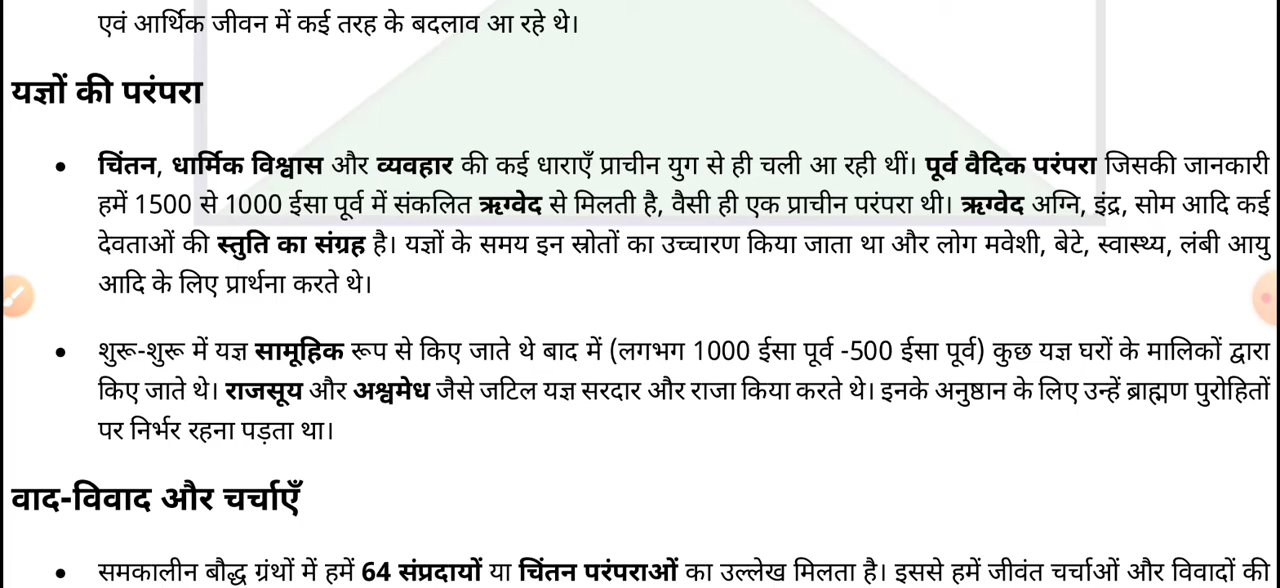 एवं आर्थिक जीवन में कई तरह के बदलाव आ रहे थे।
यज्ञों की परंपरा
• चिंतन, धार्मिक विश्वास और व्यवहार की कई धाराएँ प्राचीन युग से ही चली आ रही थीं। पूर्व वैदिक परंपरा जिसकी जानकारी
हमें 1500 से 1000 ईसा पूर्व में संकलित ऋग्वेद से मिलती है, वैसी ही एक प्राचीन परंपरा थी। ऋग्वेद अग्नि, इंद्र, सोम आदि कई
देवताओं की स्तुति का संग्रह है। यज्ञों के समय इन स्रोतों का उच्चारण किया जाता था और लोग मवेशी, बेटे, स्वास्थ्य, लंबी आयु
आदि के लिए प्रार्थना करते थे।
• शुरू-शुरू में यज्ञ सामूहिक रूप से किए जाते थे बाद में (लगभग 1000 ईसा पूर्व -500 ईसा पूर्व) कुछ यज्ञ घरों के मालिकों द्वारा
किए जाते थे। राजसूय और अश्वमेध जैसे जटिल यज्ञ सरदार और राजा किया करते थे। इनके अनुष्ठान के लिए उन्हें ब्राह्मण पुरोहितों
पर निर्भर रहना पड़ता था।
वाद-विवाद और चर्चाएँ
• समकालीन बौद्ध ग्रंथों में हमें 64 संप्रदायों या चिंतन परंपराओं का उल्लेख मिलता है। इससे हमें जीवंत चर्चाओं और विवादों की